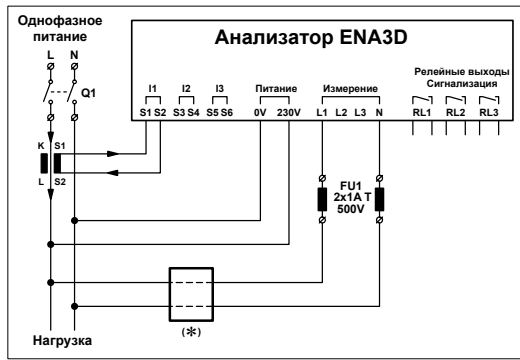 Однофазное
питание
L N
Q1
Анализатор ENA3D
I1 I2 I3 Питание Измерение
Релейные выходы
Сигнализация
S1 S2 S3 S4 S5 S6 0V 230V L1 L2 L3 N RL1 RL2 RL3
K S1
L S2
FU1
2x1A T
500V
(*)
Нагрузка